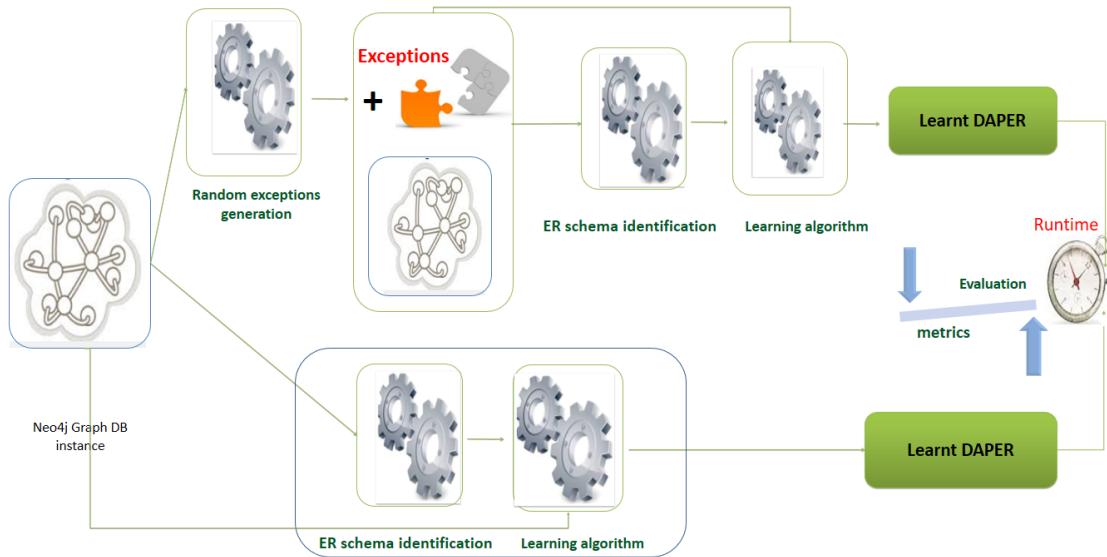 Exceptions
+
Random exceptions
generation
ER schema identification
Learning algorithm
Learnt DAPER
Runtime
Evaluation
metrics
Neo4j Graph DB
instance
Learnt DAPER
ER schema identification
Learning algorithm